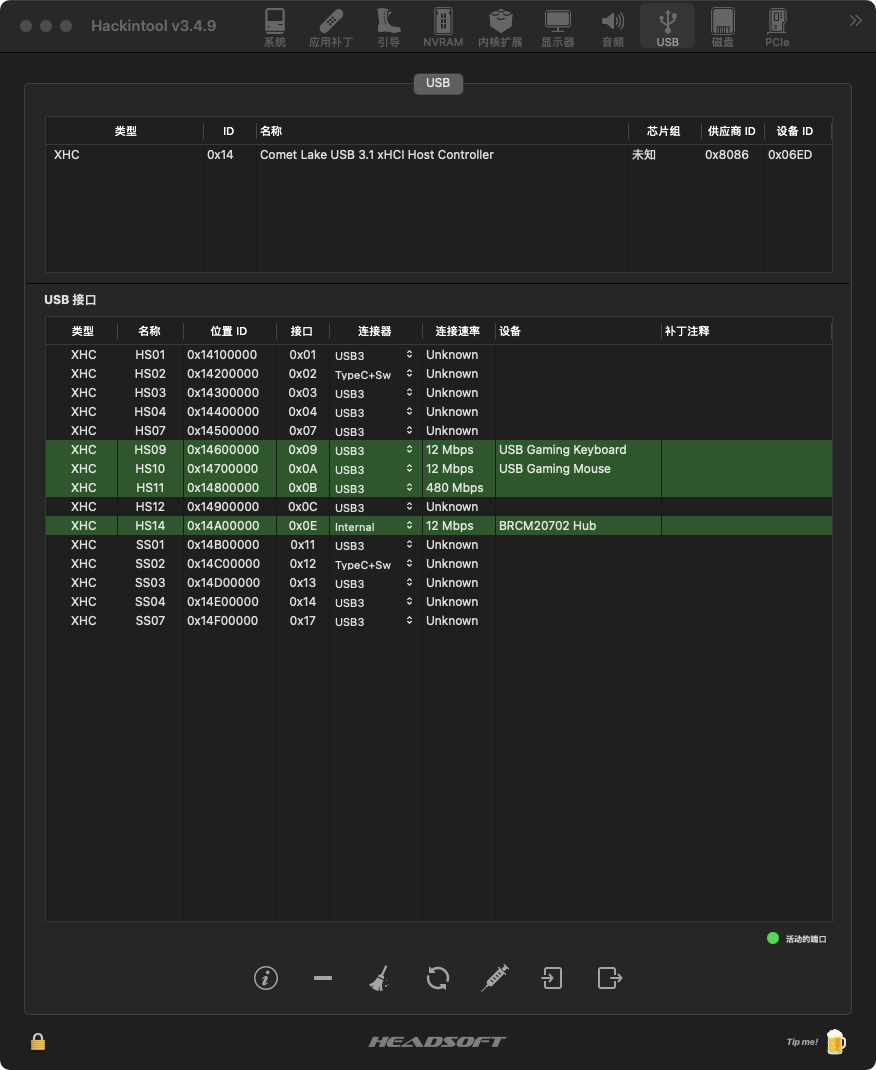 Hackintool v3.4.9
系统 应用补丁 引导 NVRAM 内核扩展 显示器 音频 USB 磁盘 PCIe
USB
类型 ID 名称 芯片组 供应商 ID 设备 ID
XHC 0x14 Comet Lake USB 3.1 xHCI Host Controller 未知 0x8086 0x06ED
USB 接口
类型 名称 位置 ID 接口 连接器 连接速率 设备 补丁注释
XHC HS01 0x14100000 0x01 USB3 Unknown
XHC HS02 0x14200000 0x02 TypeC+Sw Unknown
XHC HS03 0x14300000 0x03 USB3 Unknown
XHC HS04 0x14400000 0x04 USB3 Unknown
XHC HS07 0x14500000 0x07 USB3 Unknown
XHC HS09 0x14600000 0x09 USB3 12 Mbps USB Gaming Keyboard
XHC HS10 0x14700000 0x0A USB3 12 Mbps USB Gaming Mouse
XHC HS11 0x14800000 0x0B USB3 480 Mbps
XHC HS12 0x14900000 0x0C USB3 Unknown
XHC HS14 0x14A00000 0x0E Internal 12 Mbps BRCM20702 Hub
XHC SS01 0x14B00000 0x11 USB3 Unknown
XHC SS02 0x14C00000 0x12 TypeC+Sw Unknown
XHC SS03 0x14D00000 0x13 USB3 Unknown
XHC SS04 0x14E00000 0x14 USB3 Unknown
XHC SS07 0x14F00000 0x17 USB3 Unknown
活动的端口
HEADSOFT
Tip me!